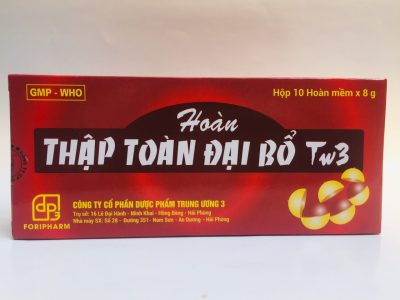 GMP - WHO
Hộp 10 Hoàn mềm x 8 g
Hoàn
THẬP TOÀN ĐẠI BỔ Tw3
CÔNG TY CỔ PHẦN DƯỢC PHẨM TRUNG ƯƠNG 3
Trụ sở: 16 Lê Đại Hành - Minh Khai - Hồng Bàng - Hải Phòng
Nhà máy SX: Số 28 - Đường 351 - Nam Sơn - An Dương - Hải Phòng
FORIPHARM